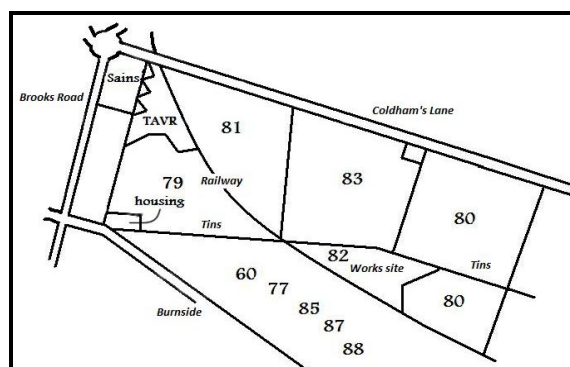 Sains
Brooks Road
TAVR
81
Coldham's Lane
79
housing
Railway
83
80
Tins
82
Works site
Tins
60
77
85
87
88
80
Burnside